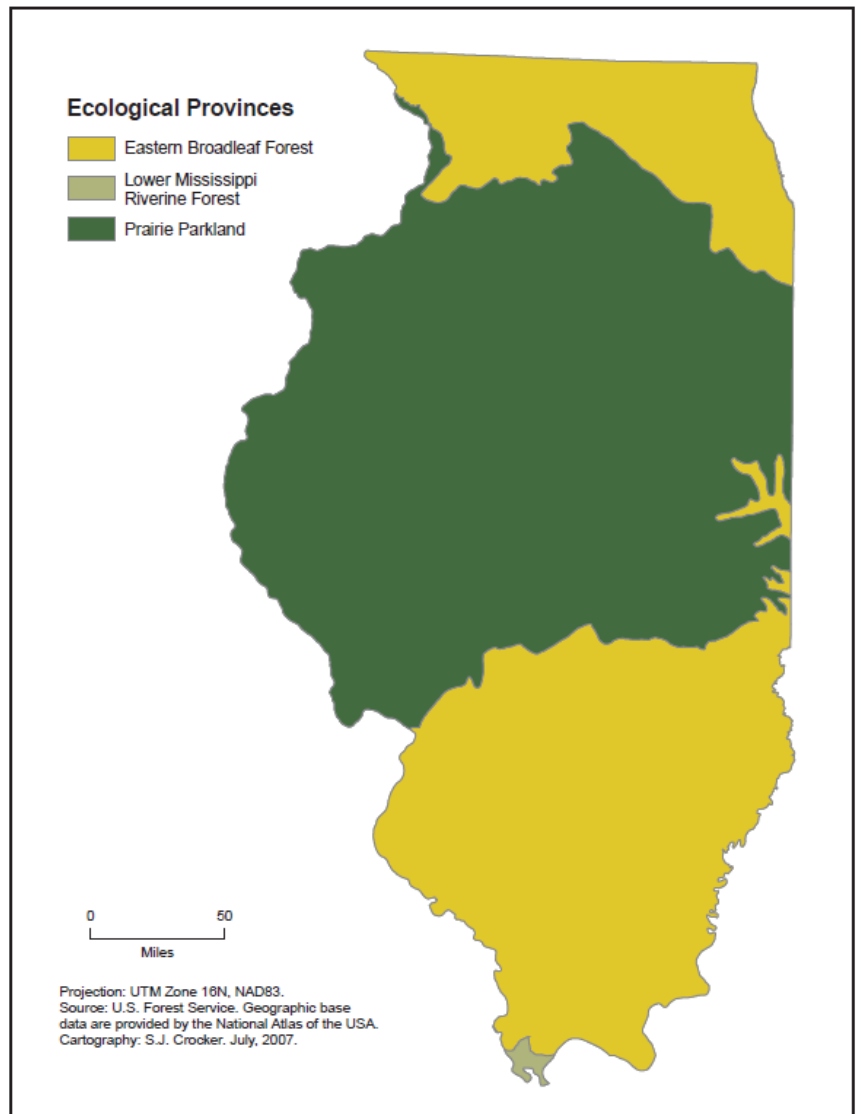 Ecological Provinces
Eastern Broadleaf Forest
Lower Mississippi
Riverine Forest
Prairie Parkland
0 50
Miles
Projection: UTM Zone 16N, NAD83.
Source: U.S. Forest Service. Geographic base
data are provided by the National Atlas of the USA.
Cartography: S.J. Crocker. July, 2007.